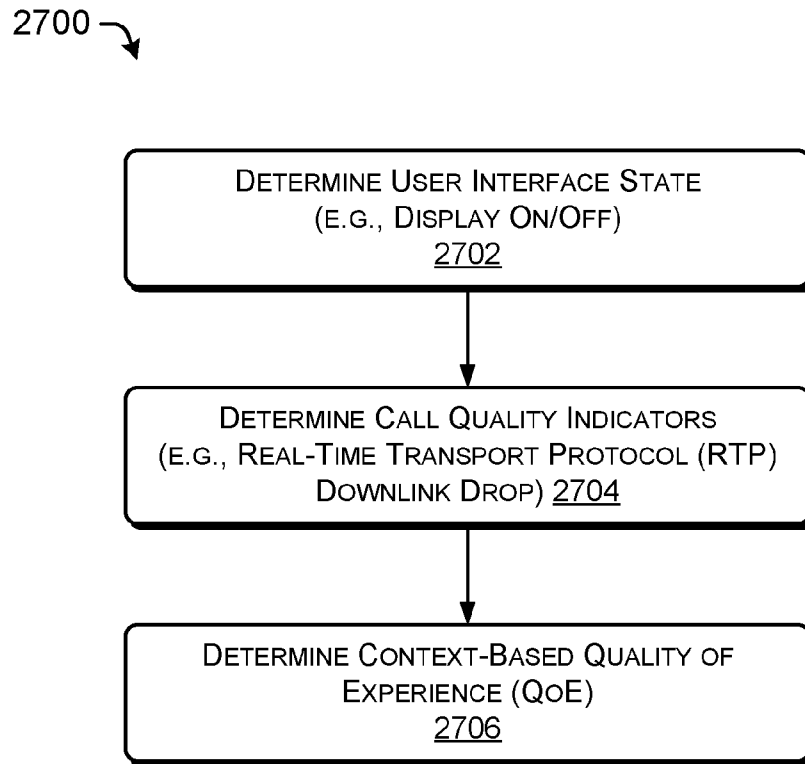 2700
DETERMINE USER INTERFACE STATE
(E.G., DISPLAY ON/OFF)
2702
DETERMINE CALL QUALITY INDICATORS
(E.G., REAL-TIME TRANSPORT PROTOCOL (RTP)
DOWNLINK DROP) 2704
DETERMINE CONTEXT-BASED QUALITY OF
EXPERIENCE (QOE)
2706